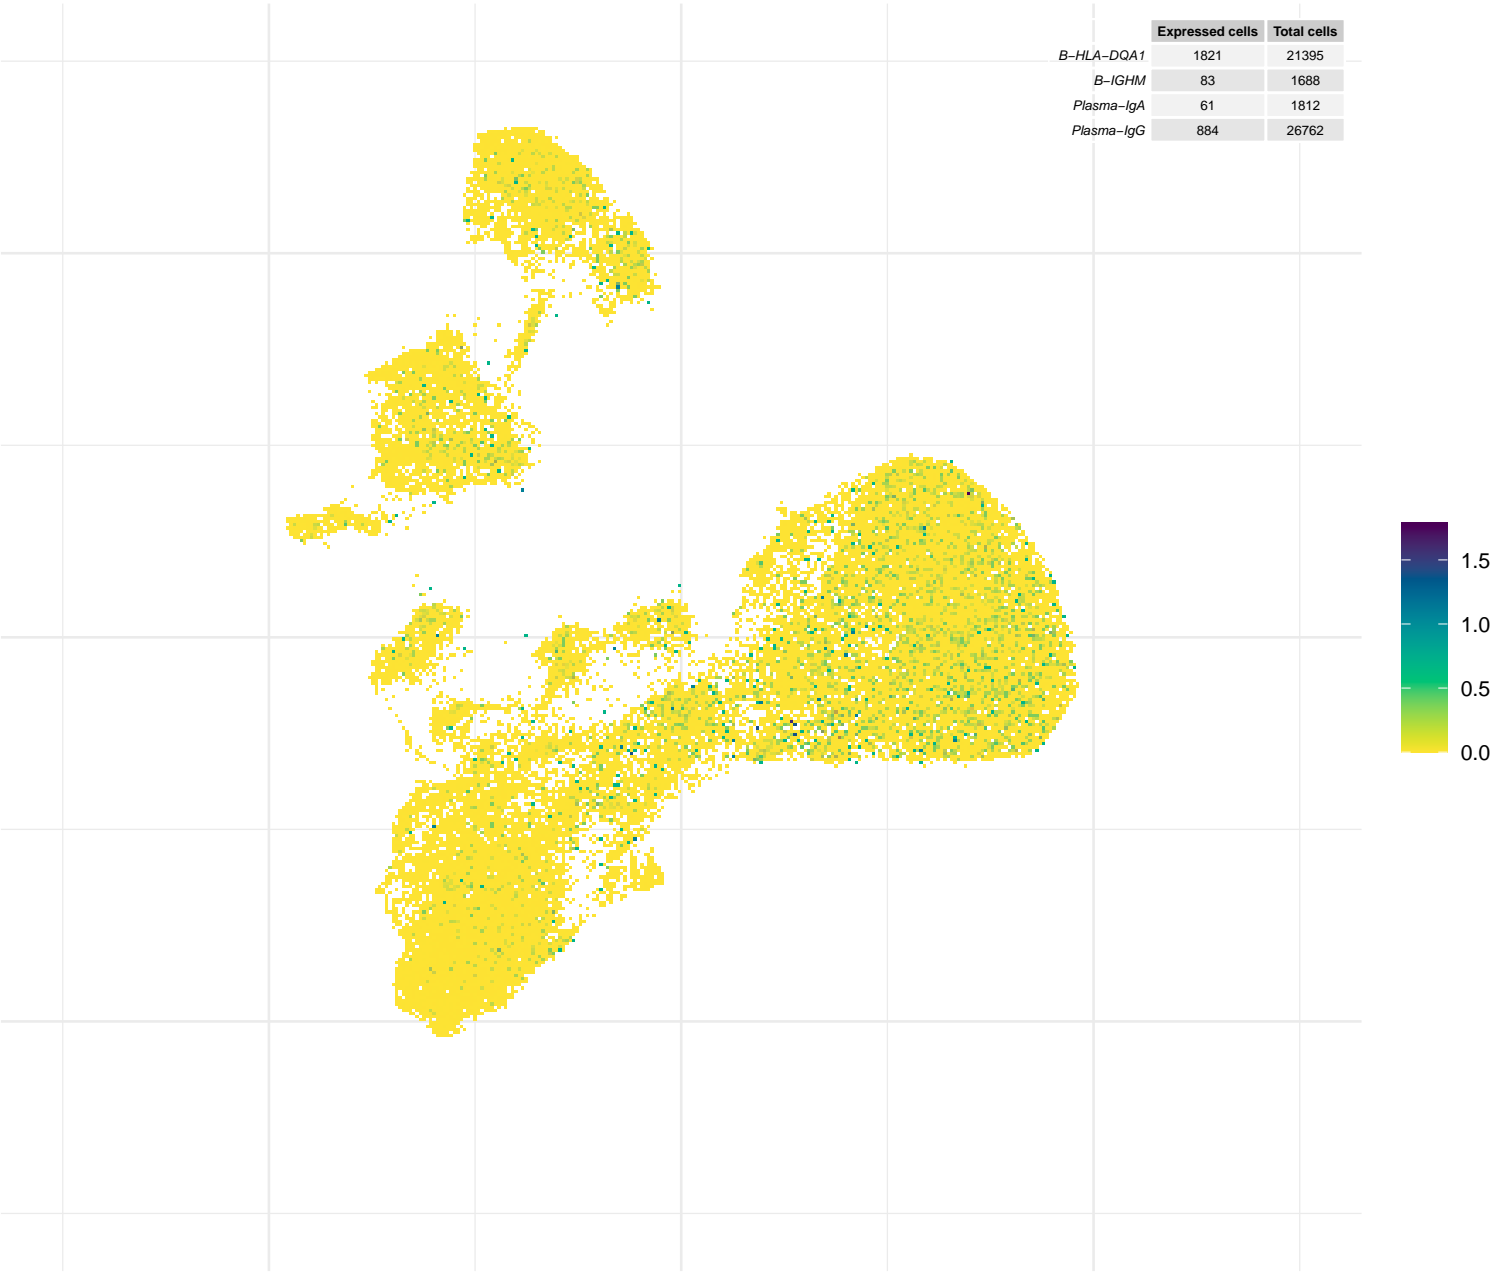 Expressed cells Total cells
B−HLA−DQA1 1821 21395
B−IGHM 83 1688
Plasma−IgA 61 1812
Plasma−IgG 884 26762
1.5
1.0
0.5
0.0